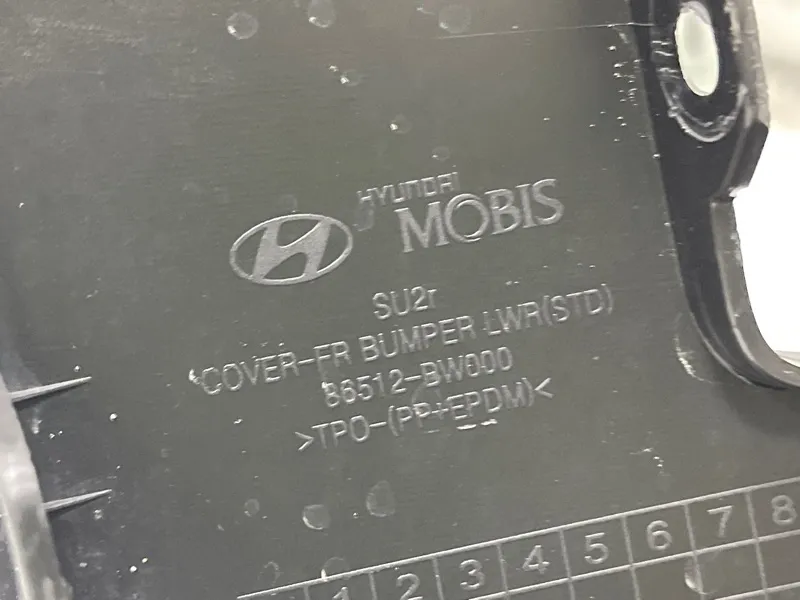 HYUNDAI
MOBIS
SU2r
COVER-FR BUMPER LWR(STD)
86512-BW000
>TPO-(PP+EPDM)<
1 2 3 4 5 6 7 8